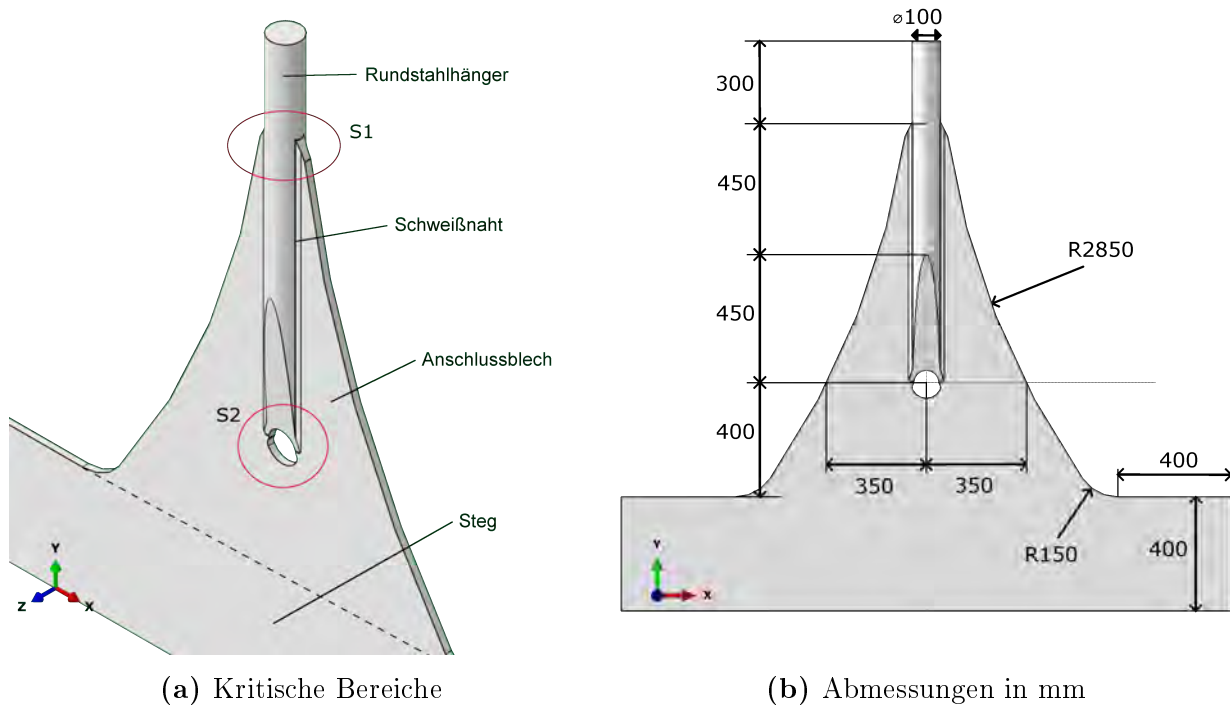 Rundstahlhänger
S1
Schweißnaht
Anschlussblech
S2
Steg
Y
Z
X
(a) Kritische Bereiche
⌀100
300
450
R2850
450
400
350
350
400
R150
400
Y
X
(b) Abmessungen in mm